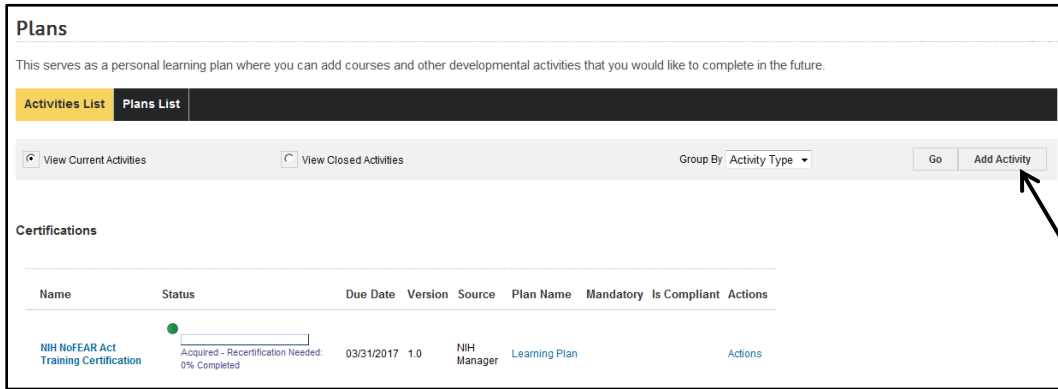 Plans
This serves as a personal learning plan where you can add courses and other developmental activities that you would like to complete in the future.
Activities List Plans List
View Current Activities View Closed Activities Group By Activity Type Go Add Activity
Certifications
Name Status Due Date Version Source Plan Name Mandatory Is Compliant Actions
NIH NoFEAR Act
Training Certification
Acquired - Recertification Needed:
0% Completed
03/31/2017 1.0
NIH
Manager
Learning Plan
Actions